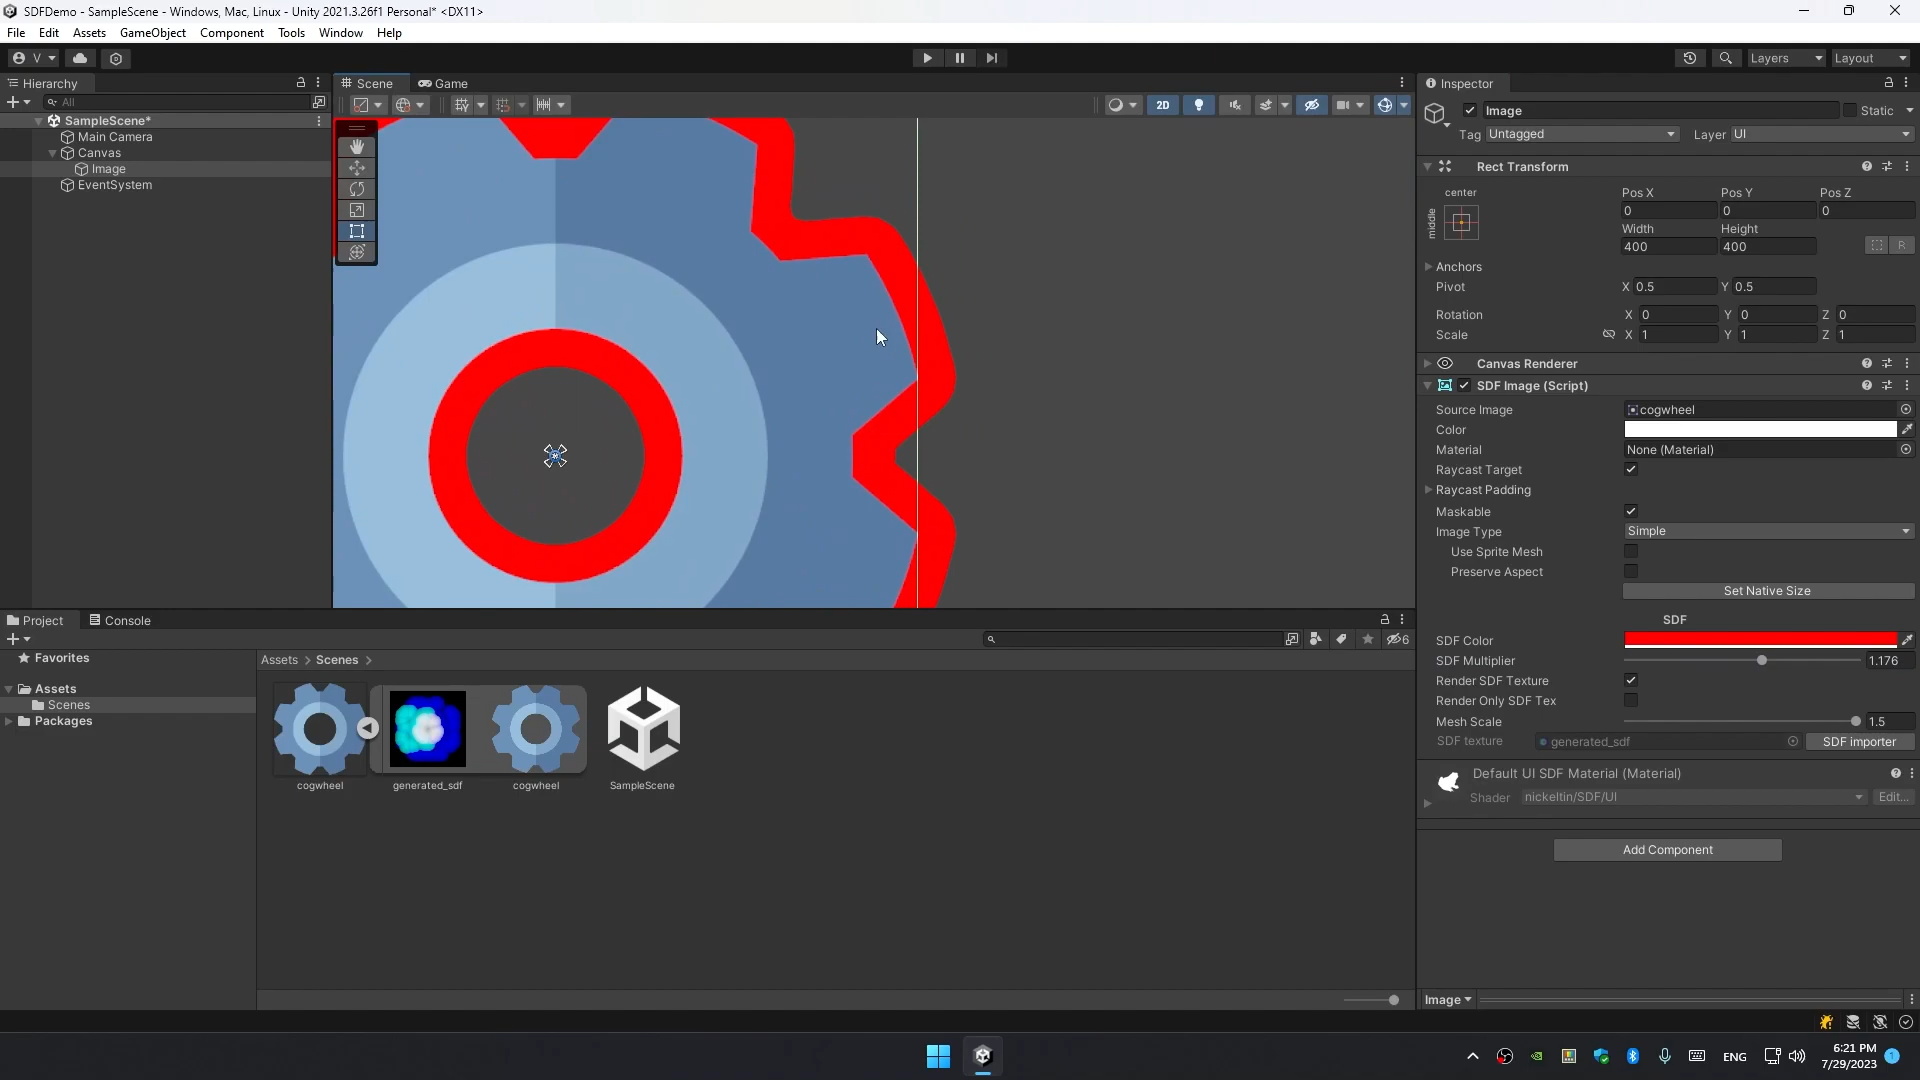 SDFDemo - SampleScene - Windows, Mac, Linux - Unity 2021.3.26f1 Personal* <DX11>
File Edit Assets GameObject Component Tools Window Help
V
Layers Layout
Hierarchy
All
SampleScene*
Main Camera
Canvas
Image
EventSystem
Scene Game
2D
Inspector
Image Static
Tag Untagged Layer UI
Rect Transform
center
middle
Pos X Pos Y Pos Z
0 0 0
Width Height
400 400 R
Anchors
Pivot X 0.5 Y 0.5
Rotation X 0 Y 0 Z 0
Scale X 1 Y 1 Z 1
Canvas Renderer
SDF Image (Script)
Source Image cogwheel
Color
Material None (Material)
Raycast Target
Raycast Padding
Maskable
Image Type Simple
Use Sprite Mesh
Preserve Aspect
Set Native Size
SDF
SDF Color
SDF Multiplier 1.176
Render SDF Texture
Render Only SDF Tex
Mesh Scale 1.5
SDF texture generated_sdf SDF importer
Default UI SDF Material (Material)
Shader nickeltin/SDF/UI Edit...
Add Component
Image
Project Console
6
Favorites
Assets
Scenes
Packages
Assets > Scenes >
cogwheel generated_sdf cogwheel SampleScene
ENG
6:21 PM
7/29/2023
1